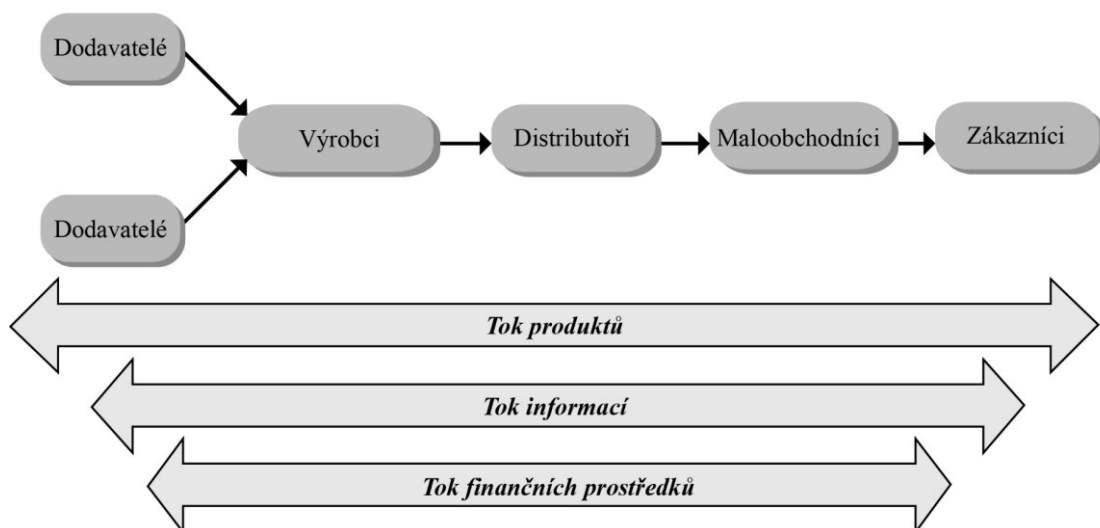 Dodavatelé
Výrobci
Distributoři
Maloobchodníci
Zákazníci
Dodavatelé
Tok produktů
Tok informací
Tok finančních prostředků